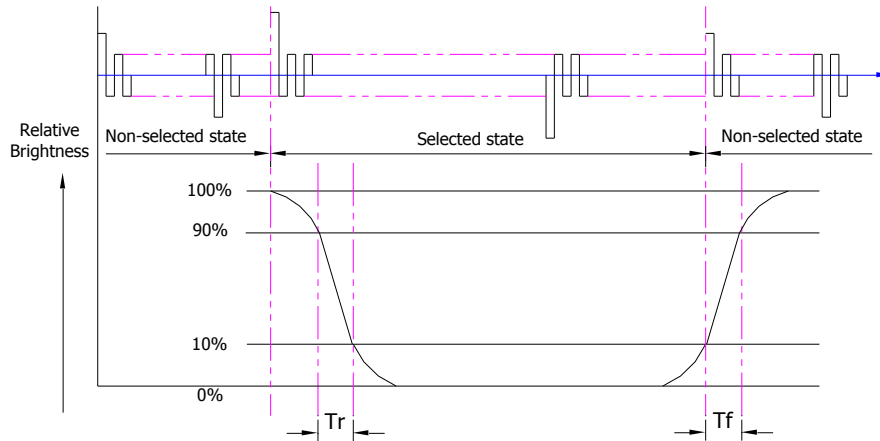 Relative
Brightness
Non-selected state
Selected state
Non-selected state
100%
90%
10%
0%
Tr
Tf